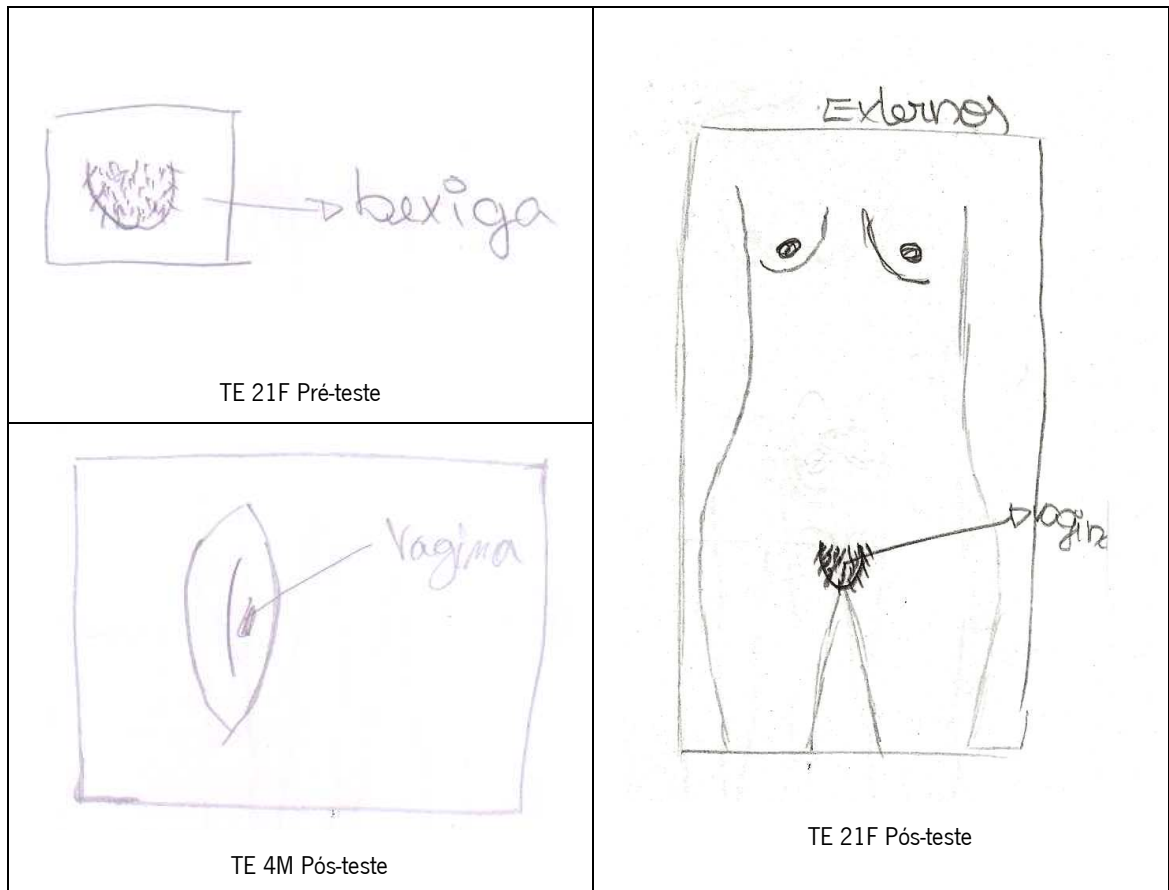 bexiga
TE 21F Pré-teste
Vagina
TE 4M Pós-teste
Externos
vagina
TE 21F Pós-teste